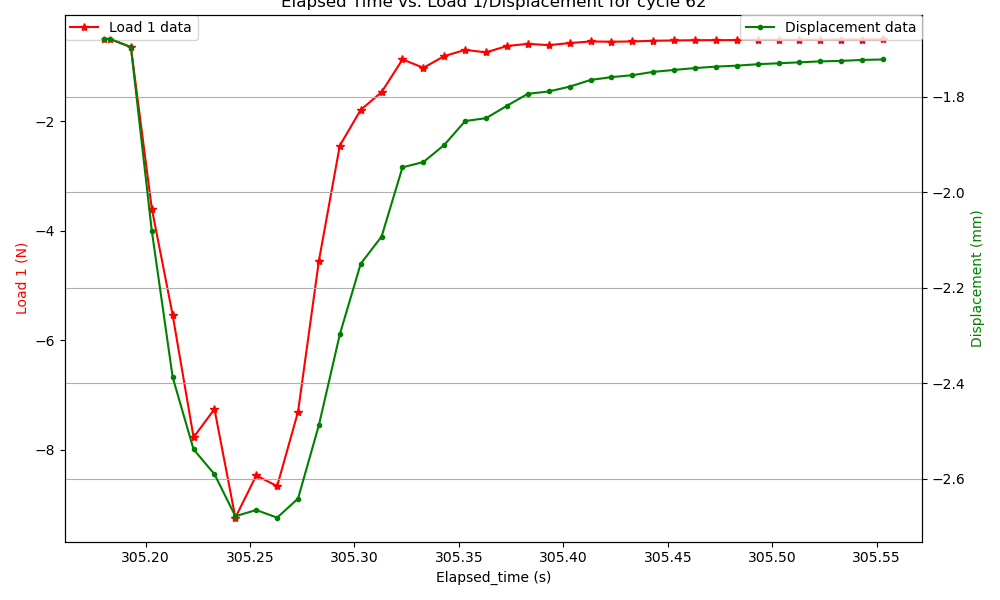 Elapsed Time vs. Load 1/Displacement for cycle 62
Load 1 data
Displacement data
−2
−4
−6
−8
Load 1 (N)
−1.8
−2.0
−2.2
−2.4
−2.6
Displacement (mm)
305.20 305.25 305.30 305.35 305.40 305.45 305.50 305.55
Elapsed_time (s)